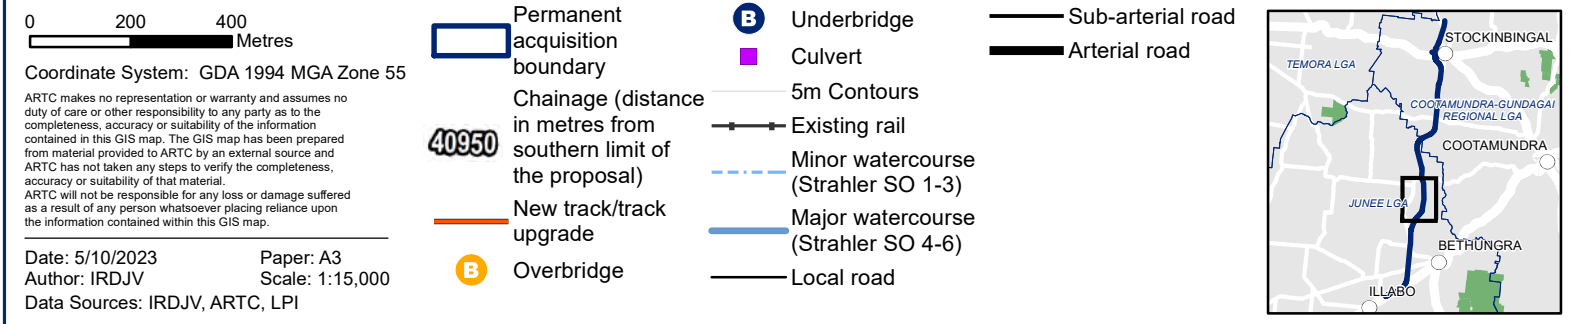 0 200 400
Metres
Coordinate System: GDA 1994 MGA Zone 55
ARTC makes no representation or warranty and assumes no
duty of care or other responsibility to any party as to the
completeness, accuracy or suitability of the information
contained in this GIS map. The GIS map has been prepared
from material provided to ARTC by an external source and
ARTC has not taken any steps to verify the completeness,
accuracy or suitability of that material.
ARTC will not be responsible for any loss or damage suffered
as a result of any person whatsoever placing reliance upon
the information contained within this GIS map.
Date: 5/10/2023 Paper: A3
Author: IRDJV Scale: 1:15,000
Data Sources: IRDJV, ARTC, LPI
Permanent
acquisition
boundary
40950
Chainage (distance
in metres from
southern limit of
the proposal)
New track/track
upgrade
B Overbridge
B Underbridge
Culvert
5m Contours
Existing rail
Minor watercourse
(Strahler SO 1-3)
Major watercourse
(Strahler SO 4-6)
Local road
Sub-arterial road
Arterial road
STOCKINBINGAL
TEMORA LGA
COOTAMUNDRA-GUNDAGAI
REGIONAL LGA
COOTAMUNDRA
JUNEE LGA
BETHUNGRA
ILLABO